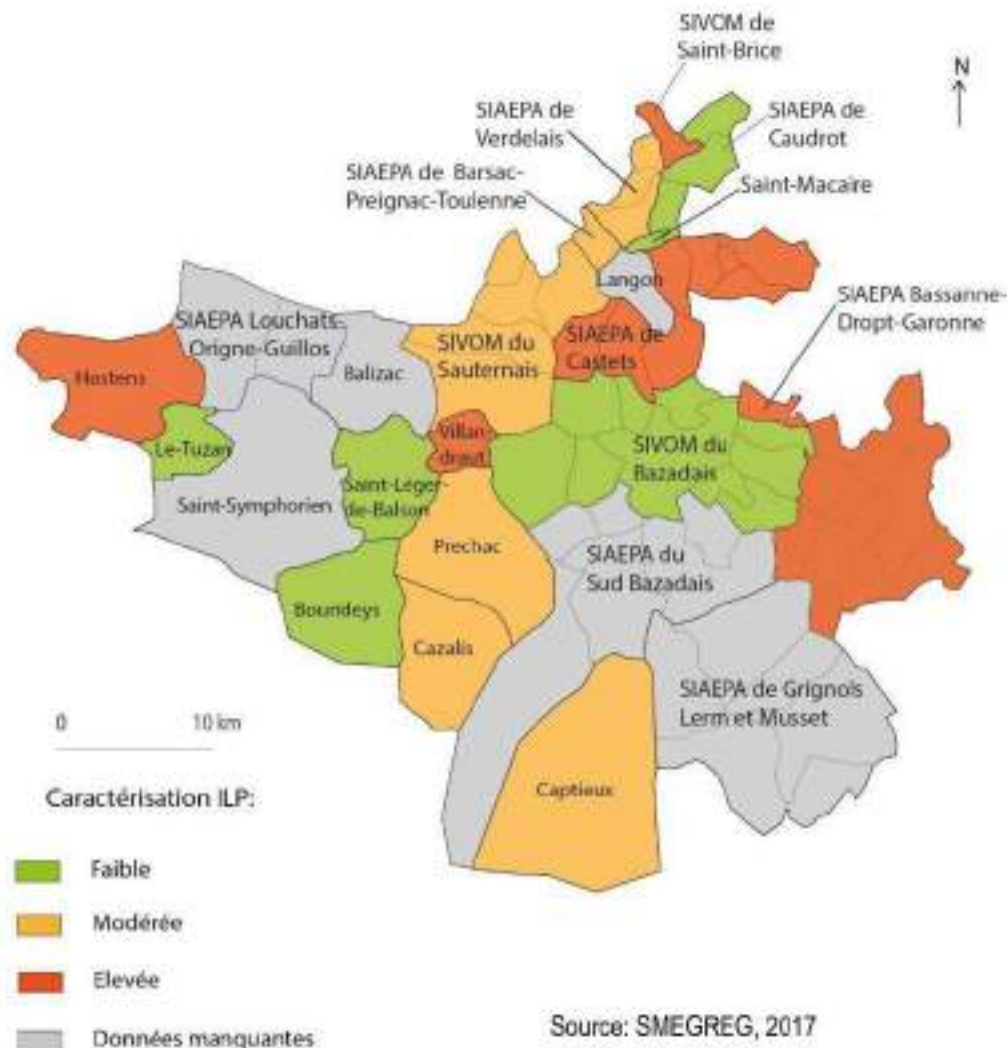 SIVOM de
Saint-Brice
N
SIAEPA de
Verdelais
SIAEPA de
Caudrot
SIAEPA de Barsac-
Preignac-Toulenne
Saint-Macaire
Langon
SIAEPA Bassanne-
Dropt-Garonne
SIAEPA Louchats
Origne-Guillos
SIVOM du
Sauternais
SIAEPA de
Castets
Hostens
Balizac
Le-Tuzan
Villan-
draut
SIVOM du
Bazadais
Saint-Leger-
de-Balson
Saint-Symphorien
Prechac
SIAEPA du
Sud Bazadais
Bourideys
Cazalis
SIAEPA de Grignols
Lerm et Musset
0 10 km
Captieux
Caractérisation ILP:
Faible
Modérée
Elevée
Données manquantes
Source: SMEGREG, 2017